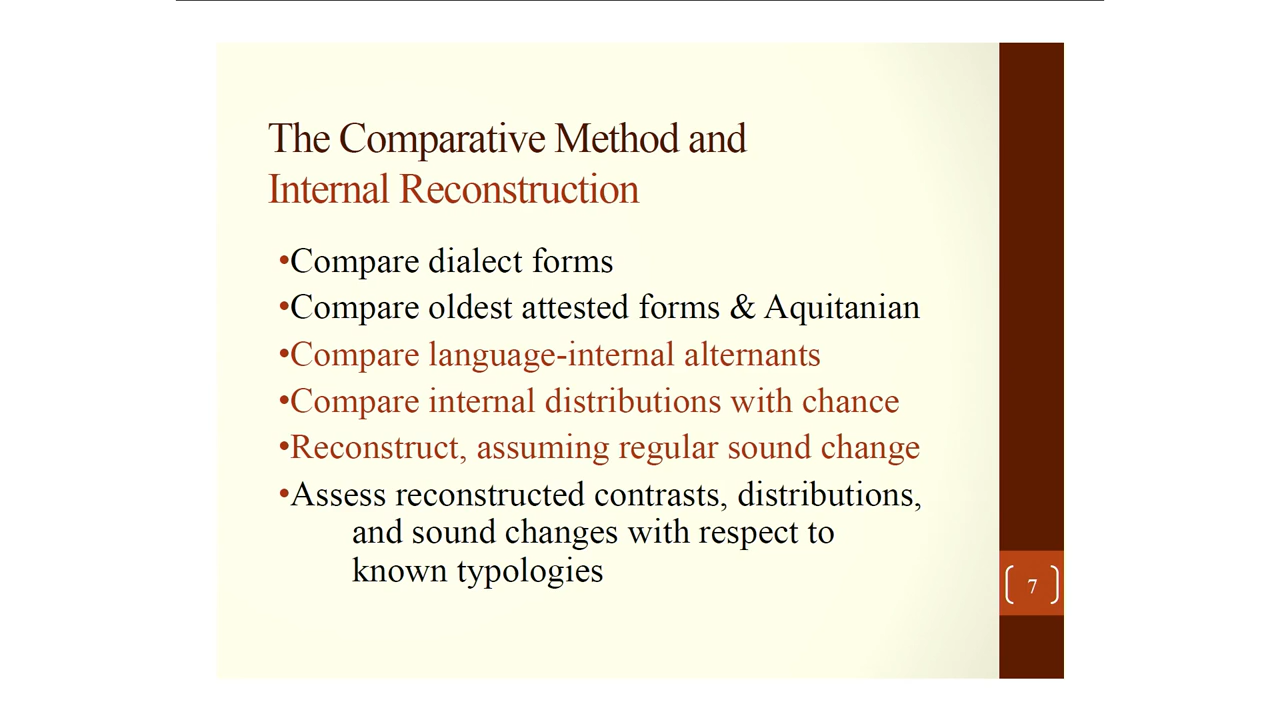 The Comparative Method and
Internal Reconstruction
•Compare dialect forms
•Compare oldest attested forms & Aquitanian
•Compare language-internal alternants
•Compare internal distributions with chance
•Reconstruct, assuming regular sound change
•Assess reconstructed contrasts, distributions,
and sound changes with respect to
known typologies
7